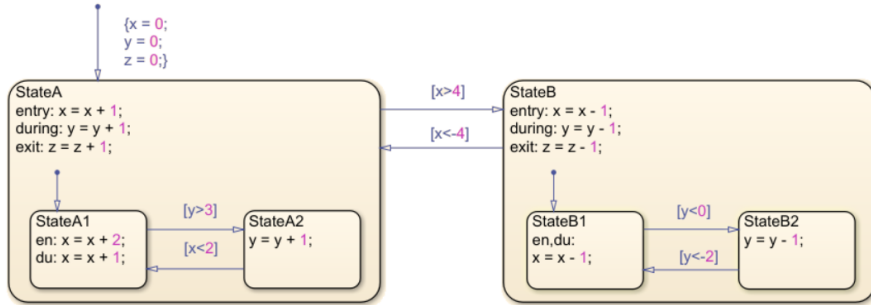 {x = 0;
y = 0;
z = 0;}
StateA
entry: x = x + 1;
during: y = y + 1;
exit: z = z + 1;
[x>4]
[x<-4]
StateB
entry: x = x - 1;
during: y = y - 1;
exit: z = z - 1;
StateA1
en: x = x + 2;
du: x = x + 1;
[y>3]
[x<2]
StateA2
y = y + 1;
StateB1
en,du:
x = x - 1;
[y<0]
[y<-2]
StateB2
y = y - 1;